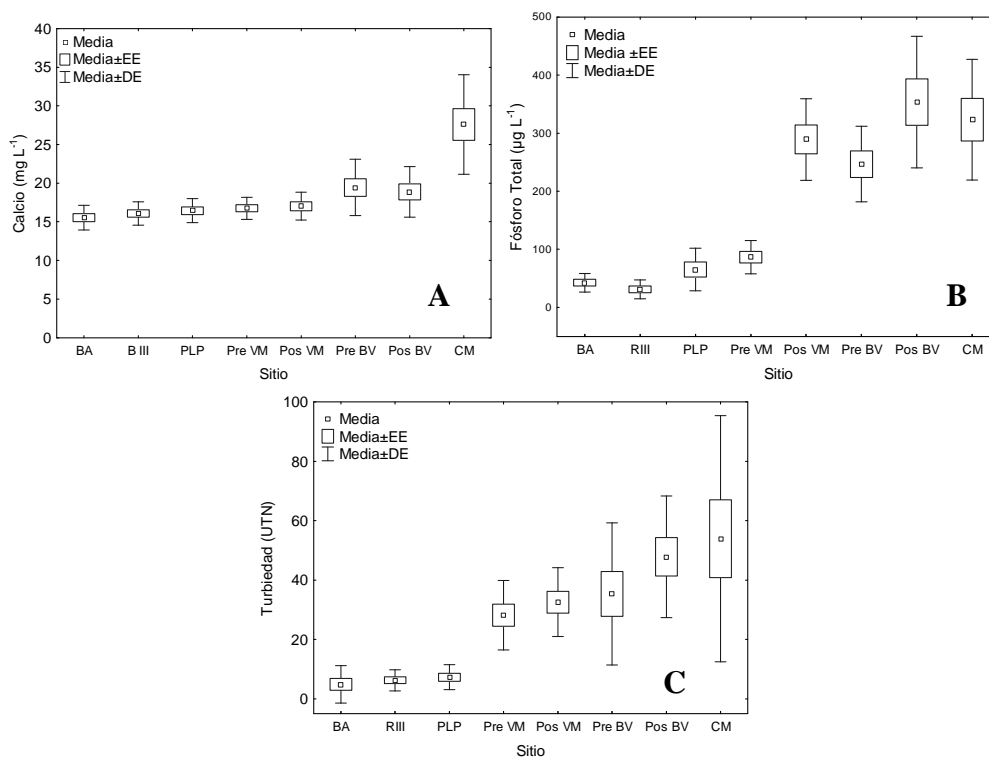 40
35
30
25
20
15
10
5
0
Calcio (mg L-1)
Media
Media±EE
Media±DE
A
BA B III PLP Pre VM Pos VM Pre BV Pos BV CM
Sitio
500
400
300
200
100
0
Fósforo Total (µg L-1)
Media
Media ±EE
Media±DE
B
BA RIII PLP Pre VM Pos VM Pre BV Pos BV CM
Sitio
100
80
60
40
20
0
Turbiedad (UTN)
Media
Media±EE
Media±DE
C
BA RIII PLP Pre VM Pos VM Pre BV Pos BV CM
Sitio